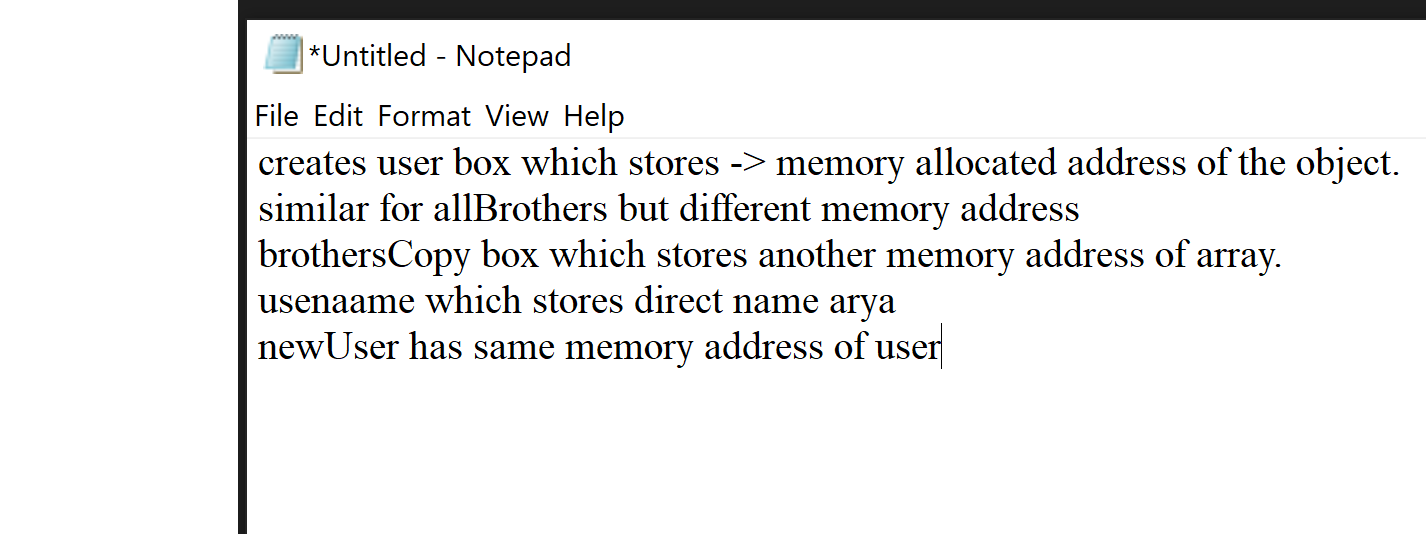 *Untitled - Notepad
File Edit Format View Help
creates user box which stores -> memory allocated address of the object.
similar for allBrothers but different memory address
brothersCopy box which stores another memory address of array.
usenaame which stores direct name arya
newUser has same memory address of user